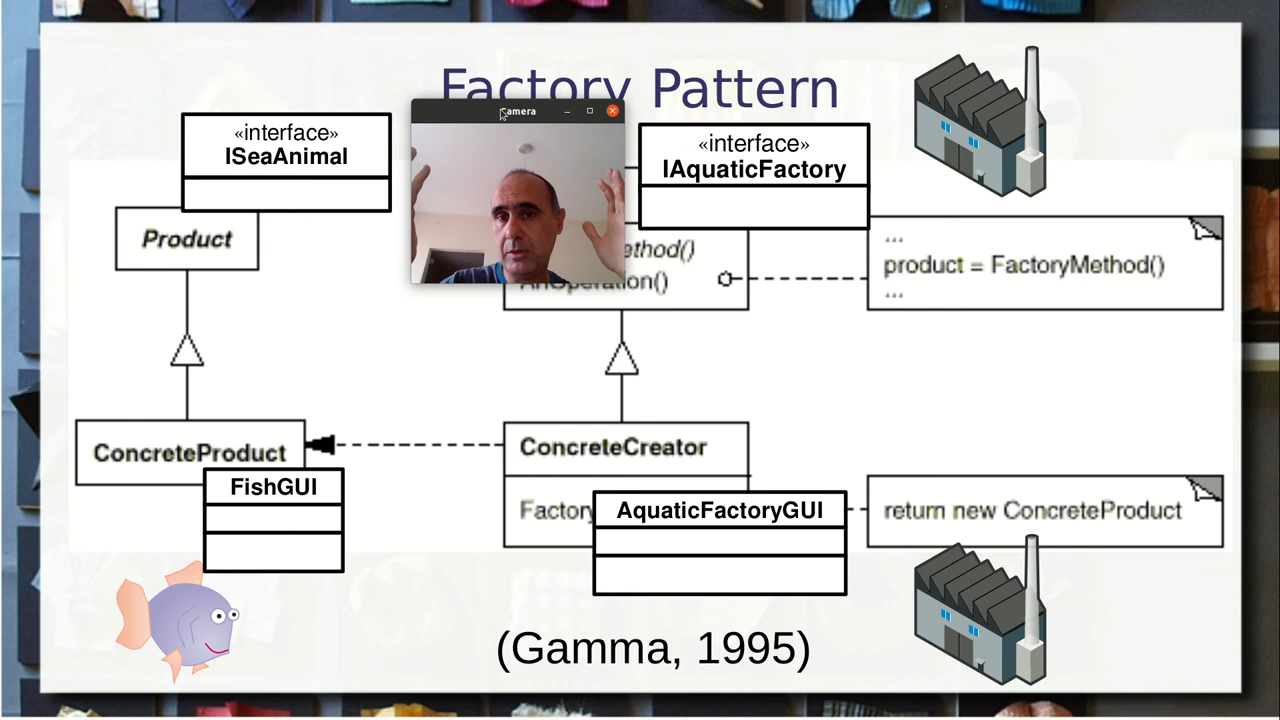 Factory Pattern
Camera
«interface»
ISeaAnimal
«interface»
IAquaticFactory
Product
ethod()
AnOperation()
...
product = FactoryMethod()
...
ConcreteProduct
ConcreteCreator
FishGUI
Factory
AquaticFactoryGUI
return new ConcreteProduct
(Gamma, 1995)